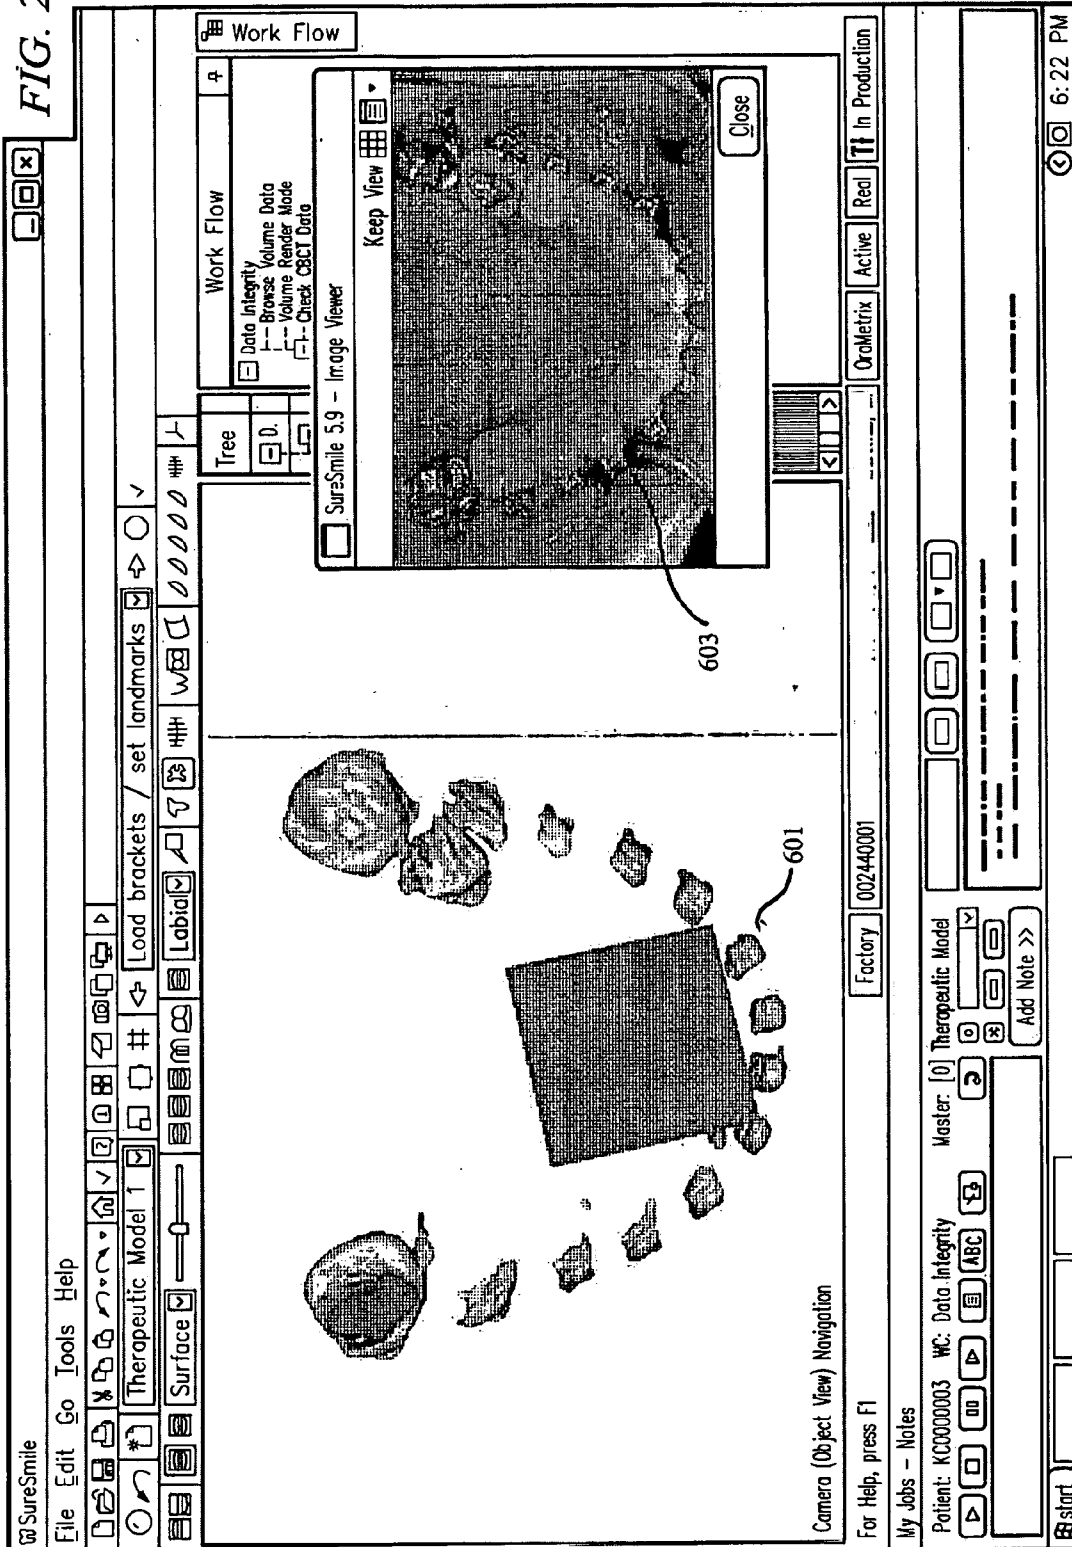 FIG. 2
SureSmile
File Edit Go Tools Help
Therapeutic Model 1
Load brackets / set landmarks
Surface
Labial
Tree
D.
Work Flow
Work Flow
Data Integrity
Browse Volume Data
Volume Render Mode
Check CBCT Data
SureSmile 5.9 - Image Viewer
Keep View
Close
603
601
Camera (Object View) Navigation
For Help, press F1
Factory 002440001 OraMetrix Active Real In Production
My Jobs - Notes
Patient: KC0000003 WC: Data Integrity Master: [0] Therapeutic Model
ABC
Add Note >>
start
6:22 PM